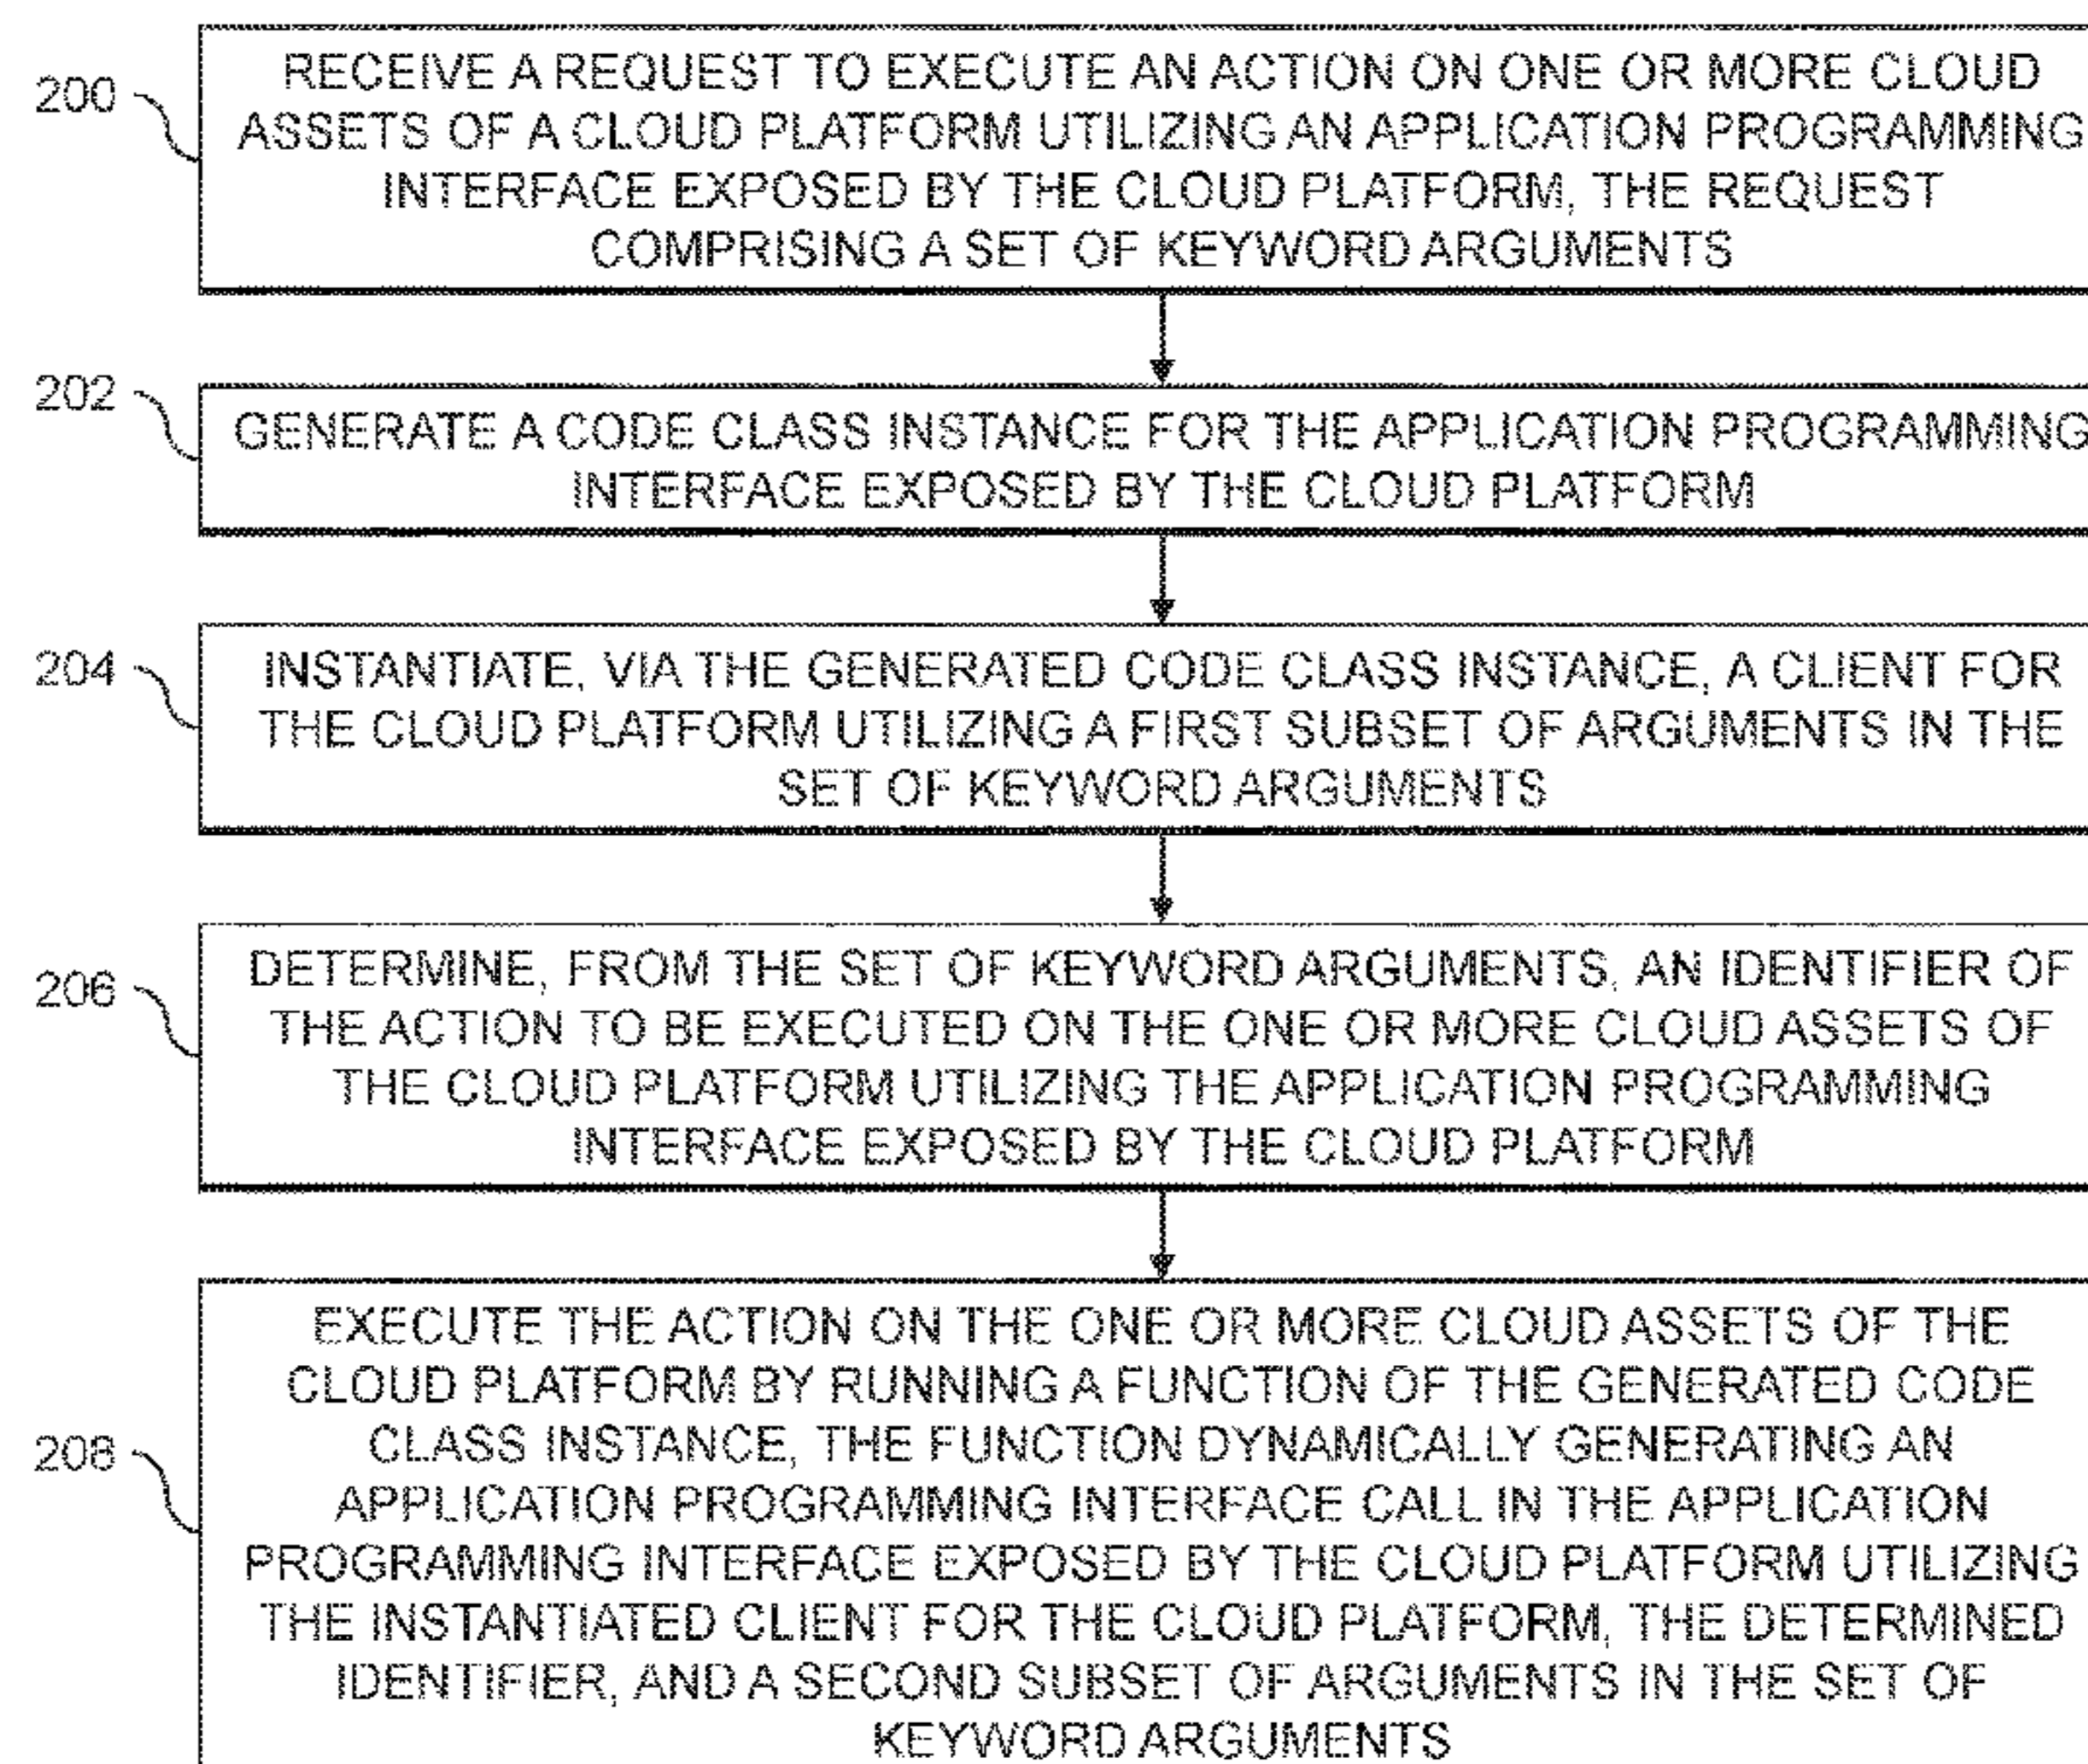 200
RECEIVE A REQUEST TO EXECUTE AN ACTION ON ONE OR MORE CLOUD
ASSETS OF A CLOUD PLATFORM UTILIZING AN APPLICATION PROGRAMMING
INTERFACE EXPOSED BY THE CLOUD PLATFORM, THE REQUEST
COMPRISING A SET OF KEYWORD ARGUMENTS
202
GENERATE A CODE CLASS INSTANCE FOR THE APPLICATION PROGRAMMING
INTERFACE EXPOSED BY THE CLOUD PLATFORM
204
INSTANTIATE, VIA THE GENERATED CODE CLASS INSTANCE, A CLIENT FOR
THE CLOUD PLATFORM UTILIZING A FIRST SUBSET OF ARGUMENTS IN THE
SET OF KEYWORD ARGUMENTS
206
DETERMINE, FROM THE SET OF KEYWORD ARGUMENTS, AN IDENTIFIER OF
THE ACTION TO BE EXECUTED ON THE ONE OR MORE CLOUD ASSETS OF
THE CLOUD PLATFORM UTILIZING THE APPLICATION PROGRAMMING
INTERFACE EXPOSED BY THE CLOUD PLATFORM
208
EXECUTE THE ACTION ON THE ONE OR MORE CLOUD ASSETS OF THE
CLOUD PLATFORM BY RUNNING A FUNCTION OF THE GENERATED CODE
CLASS INSTANCE, THE FUNCTION DYNAMICALLY GENERATING AN
APPLICATION PROGRAMMING INTERFACE CALL IN THE APPLICATION
PROGRAMMING INTERFACE EXPOSED BY THE CLOUD PLATFORM UTILIZING
THE INSTANTIATED CLIENT FOR THE CLOUD PLATFORM, THE DETERMINED
IDENTIFIER, AND A SECOND SUBSET OF ARGUMENTS IN THE SET OF
KEYWORD ARGUMENTS